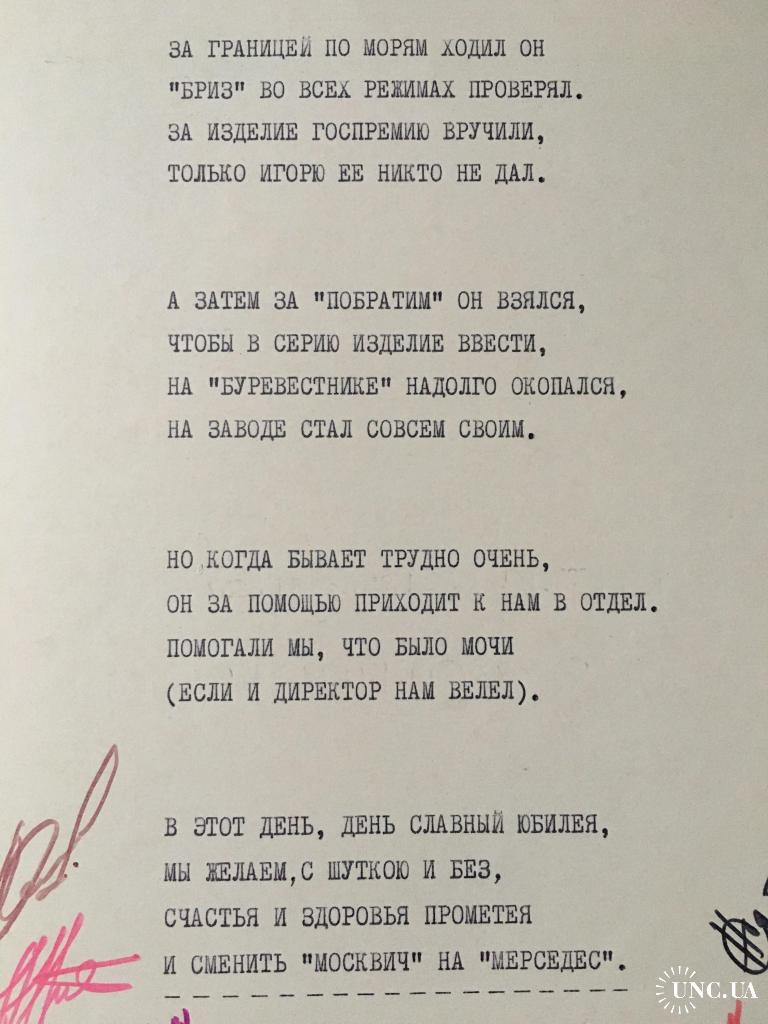 ЗА ГРАНИЦЕЙ ПО МОРЯМ ХОДИЛ ОН
"БРИЗ" ВО ВСЕХ РЕЖИМАХ ПРОВЕРЯЛ.
ЗА ИЗДЕЛИЕ ГОСПРЕМИЮ ВРУЧИЛИ,
ТОЛЬКО ИГОРЮ ЕЕ НИКТО НЕ ДАЛ.
А ЗАТЕМ ЗА "ПОБРАТИМ" ОН ВЗЯЛСЯ,
ЧТОБЫ В СЕРИЮ ИЗДЕЛИЕ ВВЕСТИ,
НА "БУРЕВЕСТНИКЕ" НАДОЛГО ОКОПАЛСЯ,
НА ЗАВОДЕ СТАЛ СОВСЕМ СВОИМ.
НО КОГДА БЫВАЕТ ТРУДНО ОЧЕНЬ,
ОН ЗА ПОМОЩЬЮ ПРИХОДИТ К НАМ В ОТДЕЛ.
ПОМОГАЛИ МЫ, ЧТО БЫЛО МОЧИ
(ЕСЛИ И ДИРЕКТОР НАМ ВЕЛЕЛ).
В ЭТОТ ДЕНЬ, ДЕНЬ СЛАВНЫЙ ЮБИЛЕЯ,
МЫ ЖЕЛАЕМ, С ШУТКОЮ И БЕЗ,
СЧАСТЬЯ И ЗДОРОВЬЯ ПРОМЕТЕЯ
И СМЕНИТЬ "МОСКВИЧ" НА "МЕРСЕДЕС".
UNC.UA